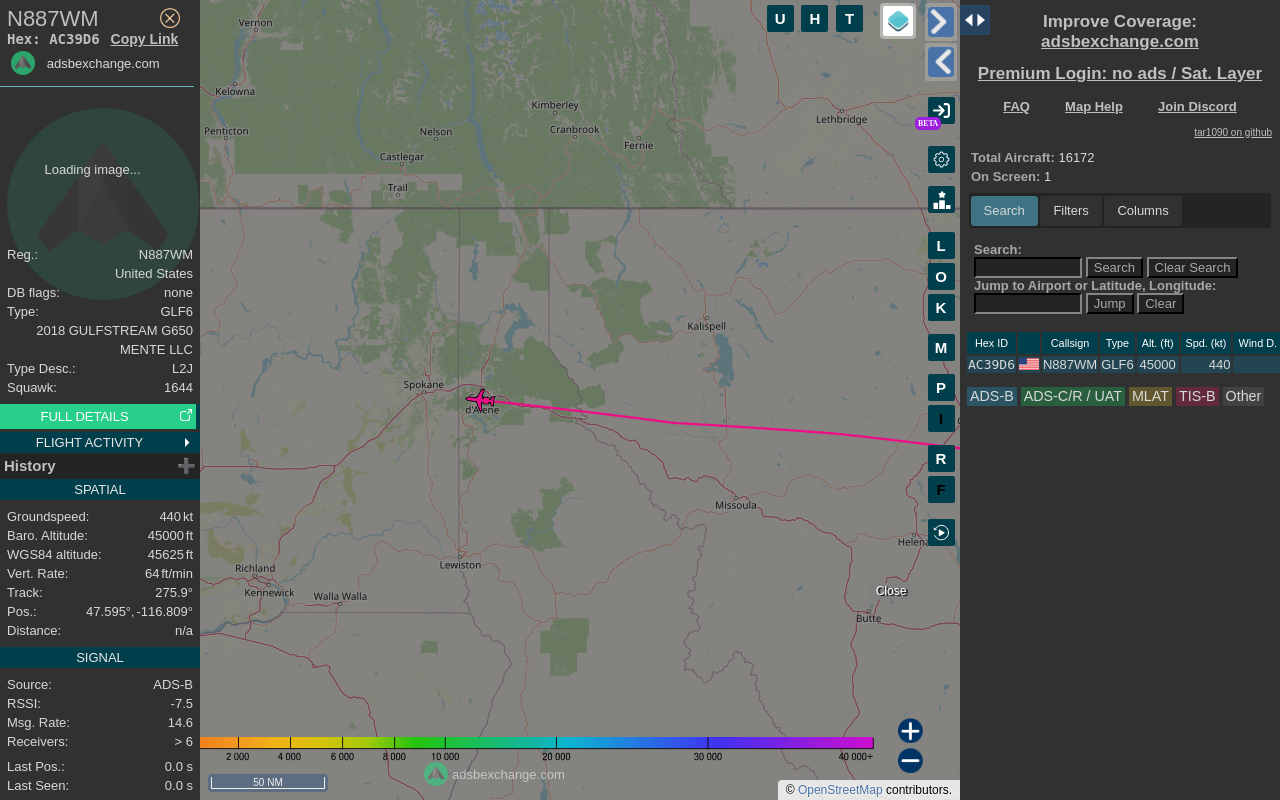 N887WM
Hex: AC39D6 Copy Link
adsbexchange.com
Loading image...
Reg.: N887WM
United States
DB flags: none
Type: GLF6
2018 GULFSTREAM G650
MENTE LLC
Type Desc.: L2J
Squawk: 1644
FULL DETAILS
FLIGHT ACTIVITY
History
SPATIAL
Groundspeed: 440 kt
Baro. Altitude: 45000 ft
WGS84 altitude: 45625 ft
Vert. Rate: 64 ft/min
Track: 275.9°
Pos.: 47.595°, -116.809°
Distance: n/a
SIGNAL
Source: ADS-B
RSSI: -7.5
Msg. Rate: 14.6
Receivers: > 6
Last Pos.: 0.0 s
Last Seen: 0.0 s
U H T
Vernon
Kelowna
Penticton
Kimberley
Nelson
Cranbrook
Castlegar
Fernie
Trail
Lethbridge
BETA
L
O
K
M
P
I
R
F
Kalispell
Spokane
d'Alene
Missoula
Helena
Lewiston
Richland
Kennewick
Walla Walla
Close
Butte
2 000 4 000 6 000 8 000 10 000 20 000 30 000 40 000+
adsbexchange.com
50 NM
© OpenStreetMap contributors.
Improve Coverage:
adsbexchange.com
Premium Login: no ads / Sat. Layer
FAQ Map Help Join Discord
tar1090 on github
Total Aircraft: 16172
On Screen: 1
Search Filters Columns
Search:
Search Clear Search
Jump to Airport or Latitude, Longitude:
Jump Clear
Hex ID Callsign Type Alt. (ft) Spd. (kt) Wind D.
AC39D6 N887WM GLF6 45000 440
ADS-B ADS-C/R / UAT MLAT TIS-B Other